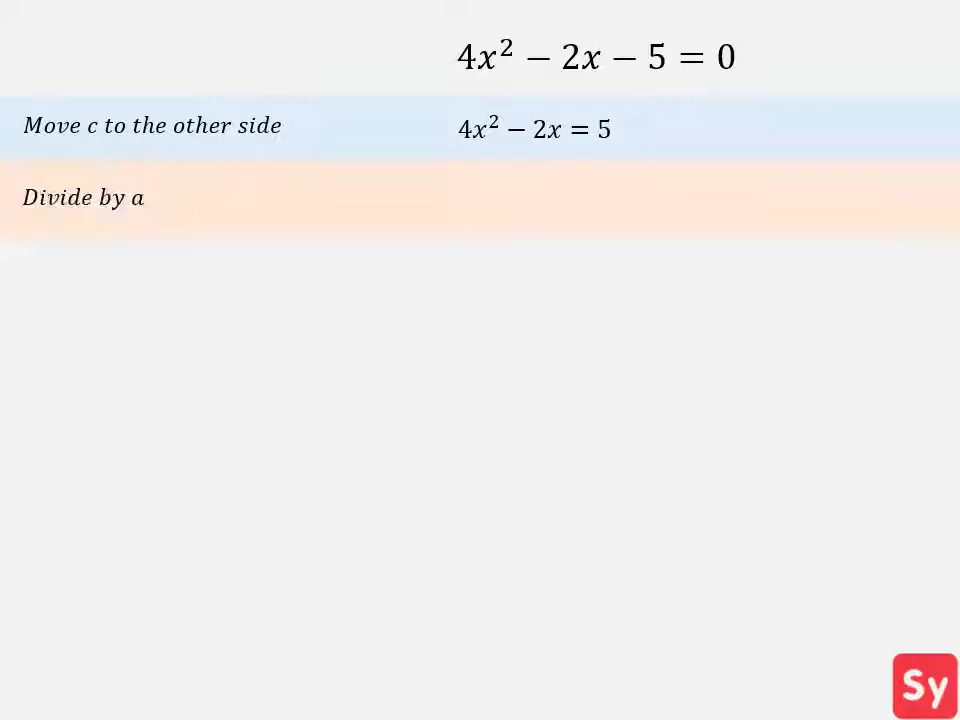 4x² − 2x − 5 = 0
Move c to the other side
4x² − 2x = 5
Divide by a
Sy